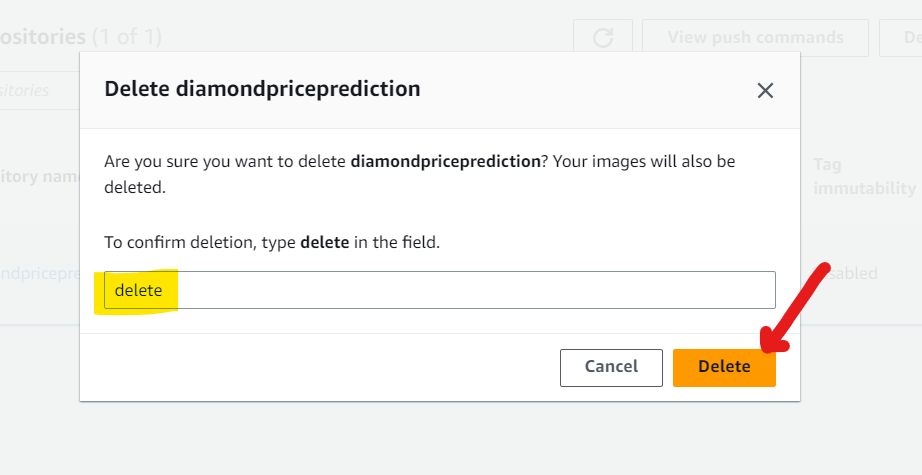 ositories (1 of 1)
View push commands
De
sitories
Delete diamondpriceprediction
Are you sure you want to delete diamondpriceprediction? Your images will also be
deleted.
itory name
Tag
immutability
To confirm deletion, type delete in the field.
ndpricepre
delete
sabled
Cancel
Delete